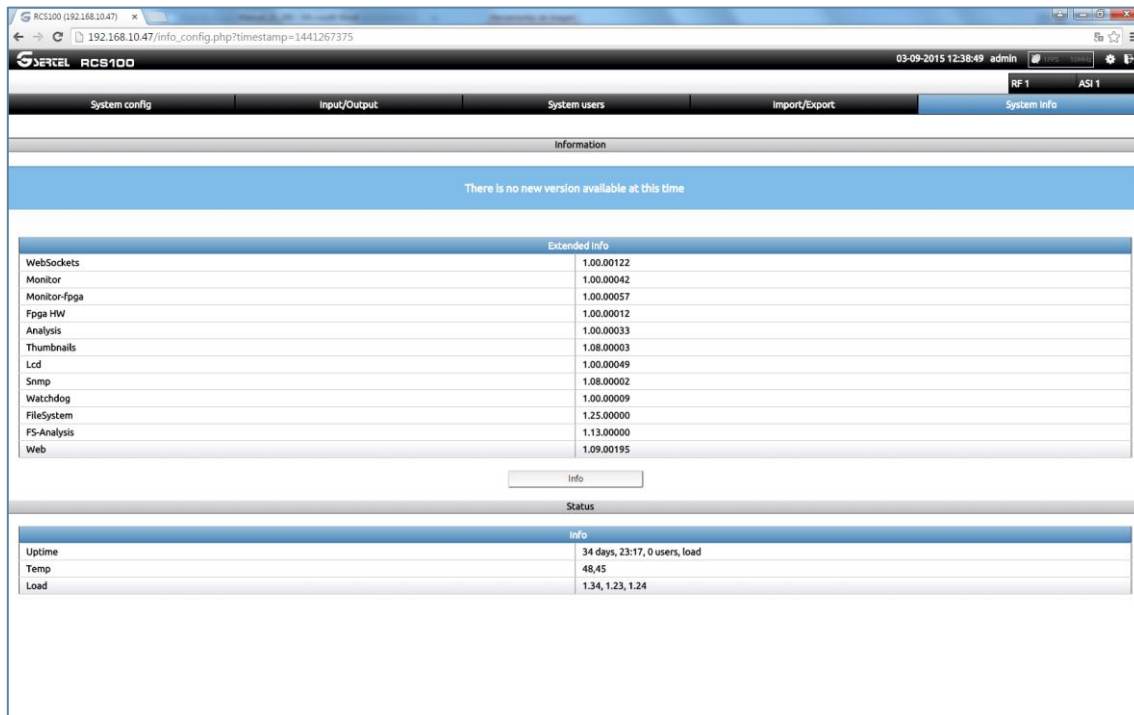 RCS100 (192.168.10.47)
192.168.10.47/info_config.php?timestamp=1441267375
SERTEL RCS100 03-09-2015 12:38:49 admin 1PPS 10MHz
RF 1 ASI 1
System config Input/Output System users Import/Export System Info
Information
There is no new version available at this time
Extended Info
WebSockets 1.00.00122
Monitor 1.00.00042
Monitor-fpga 1.00.00057
Fpga HW 1.00.00012
Analysis 1.00.00033
Thumbnails 1.08.00003
Lcd 1.00.00049
Snmp 1.08.00002
Watchdog 1.00.00009
FileSystem 1.25.00000
FS-Analysis 1.13.00000
Web 1.09.00195
Info
Status
Info
Uptime 34 days, 23:17, 0 users, load
Temp 48,45
Load 1.34, 1.23, 1.24